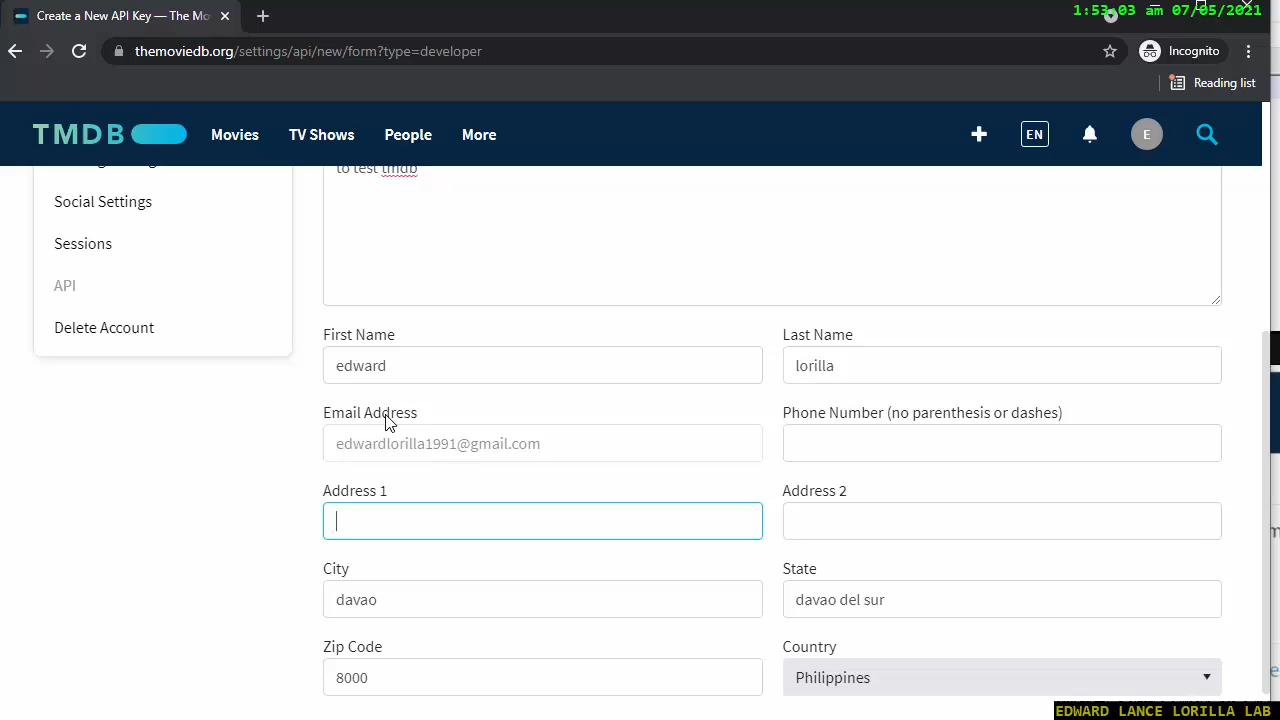 Create a New API Key — The Mo
1:53:03 am 07/05/2021
themoviedb.org/settings/api/new/form?type=developer
Incognito
Reading list
TMDB
Movies
TV Shows
People
More
EN
E
to test tmdb
Social Settings
Sessions
API
Delete Account
First Name
Last Name
edward
lorilla
Email Address
Phone Number (no parenthesis or dashes)
edwardlorilla1991@gmail.com
Address 1
Address 2
City
State
davao
davao del sur
Zip Code
Country
8000
Philippines
EDWARD LANCE LORILLA LAB